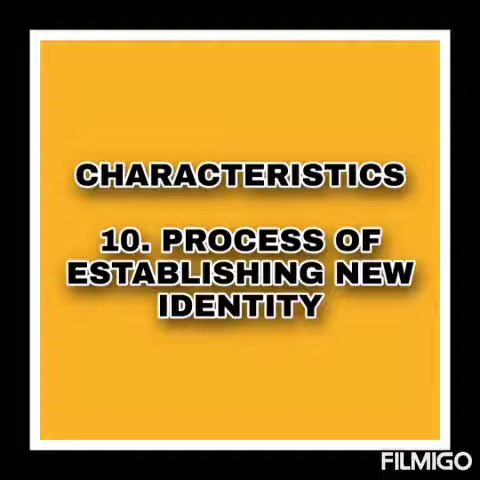 CHARACTERISTICS
10. PROCESS OF
ESTABLISHING NEW
IDENTITY
FILMIGO